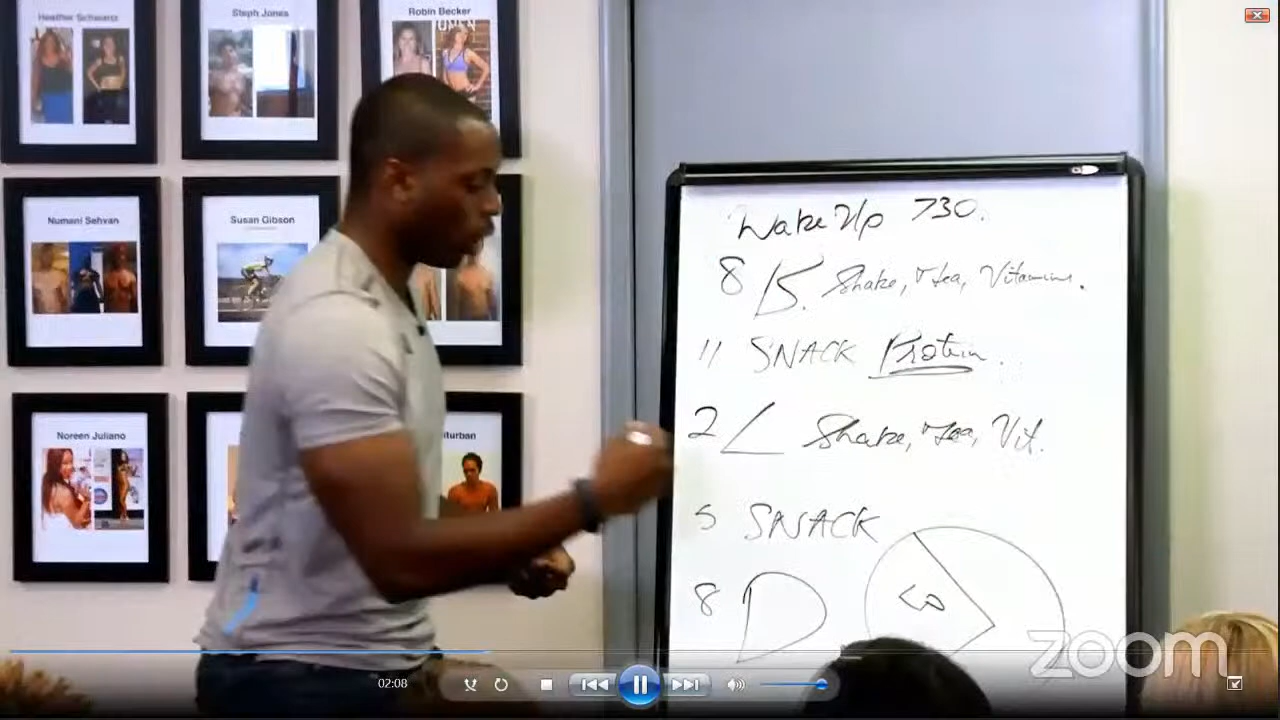 Heather Schwartz
Steph Jones
Robin Becker
Numani Sehvan
Susan Gibson
Noreen Juliano
iturban
Wake Up 730.
8 B. Shake, Tea, Vitamins.
11 SNACK Protein.
2 L Shake, Tea, Vit.
5 SNACK
8 D
zoom
02:08